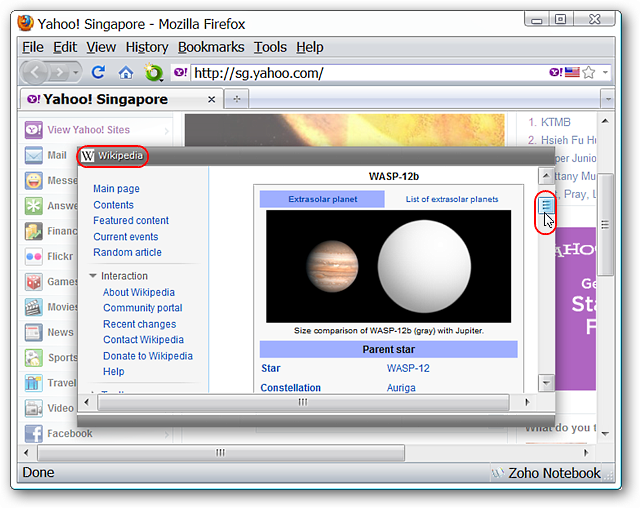 Yahoo! Singapore - Mozilla Firefox
File Edit View History Bookmarks Tools Help
http://sg.yahoo.com/
Yahoo! Singapore
View Yahoo! Sites
Mail
Messe
Answe
Financ
Flickr
Games
Movies
News
Sports
Travel
Video
Facebook
1. KTMB
2. Hsieh Fu Hu
per Junio
ttany Mu
t, Pray, L
AHOO
Ge
Sta
F
What do you t
W Wikipedia
Main page
Contents
Featured content
Current events
Random article
Interaction
About Wikipedia
Community portal
Recent changes
Contact Wikipedia
Donate to Wikipedia
Help
WASP-12b
Extrasolar planet List of extrasolar planets
Size comparison of WASP-12b (gray) with Jupiter.
Parent star
Star WASP-12
Constellation Auriga
Done Zoho Notebook